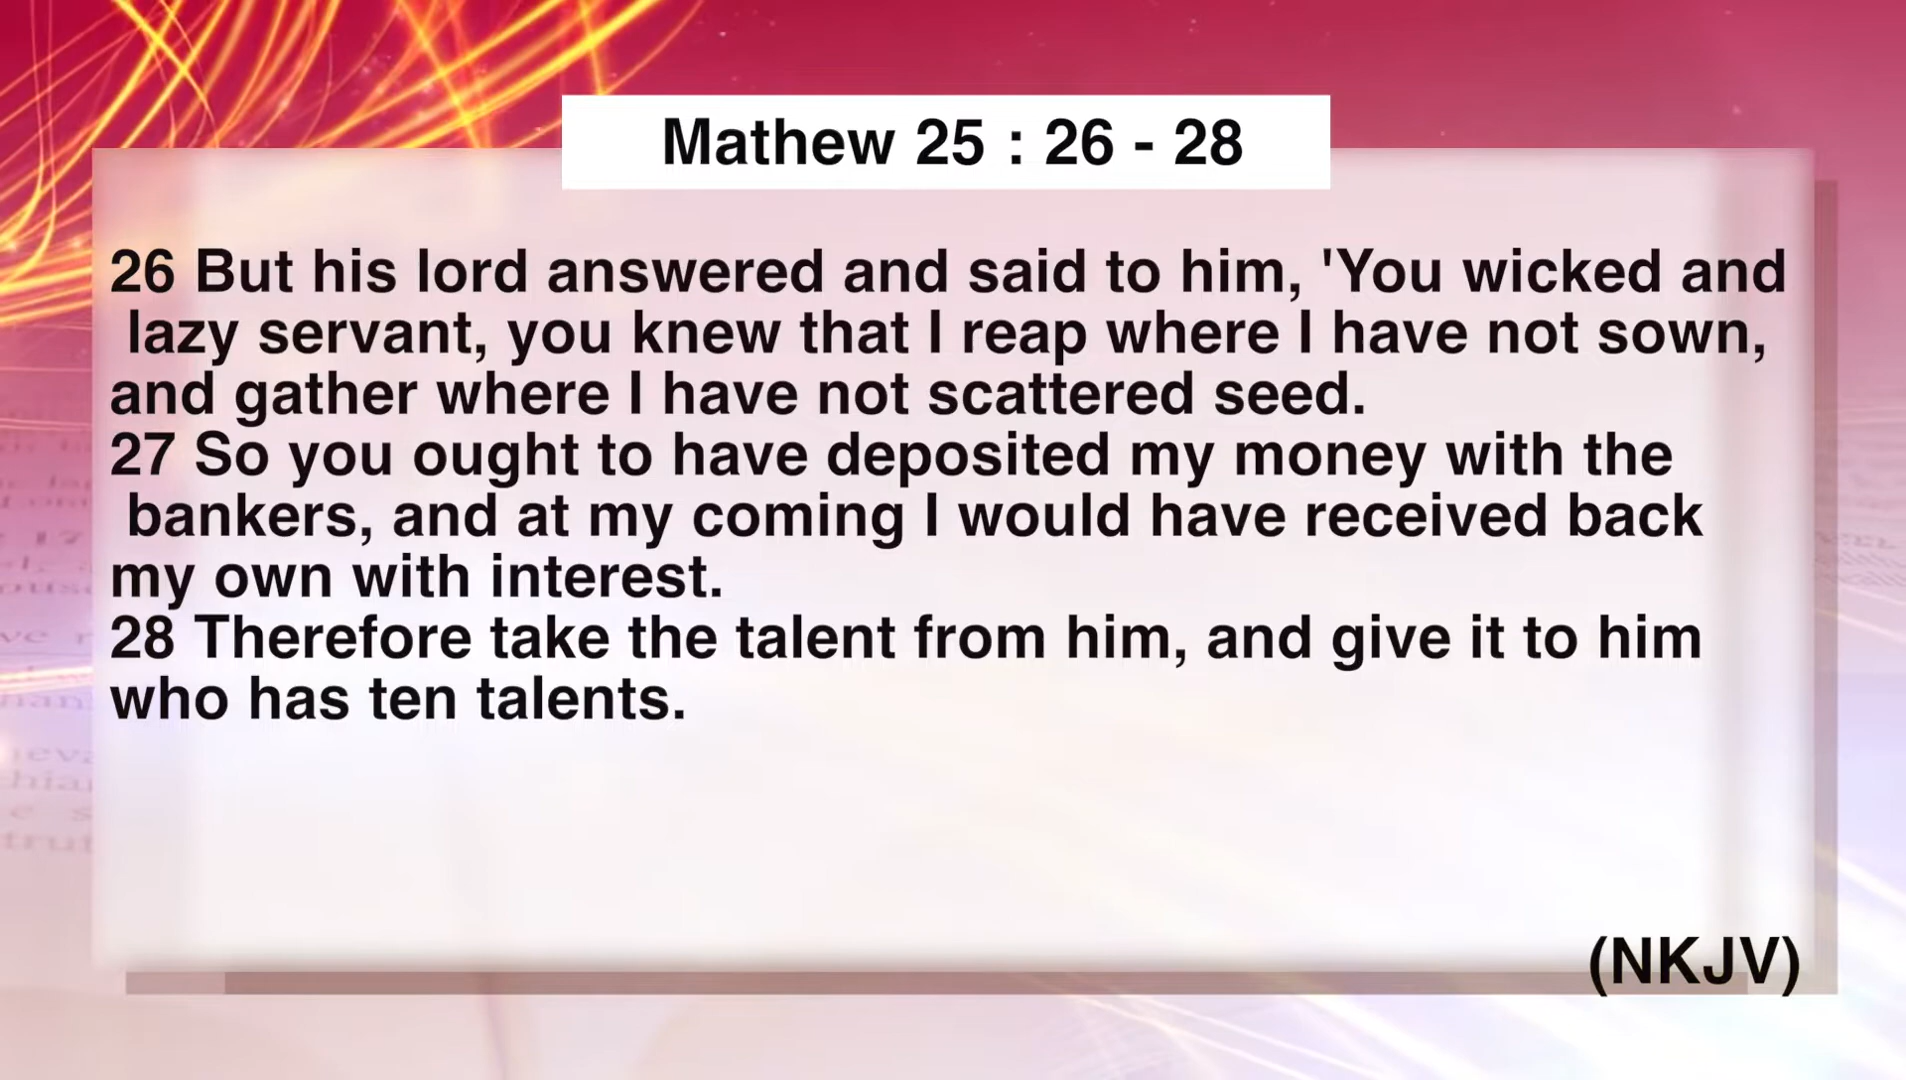 Mathew 25 : 26 - 28
26 But his lord answered and said to him, 'You wicked and
lazy servant, you knew that I reap where I have not sown,
and gather where I have not scattered seed.
27 So you ought to have deposited my money with the
bankers, and at my coming I would have received back
my own with interest.
28 Therefore take the talent from him, and give it to him
who has ten talents.
(NKJV)